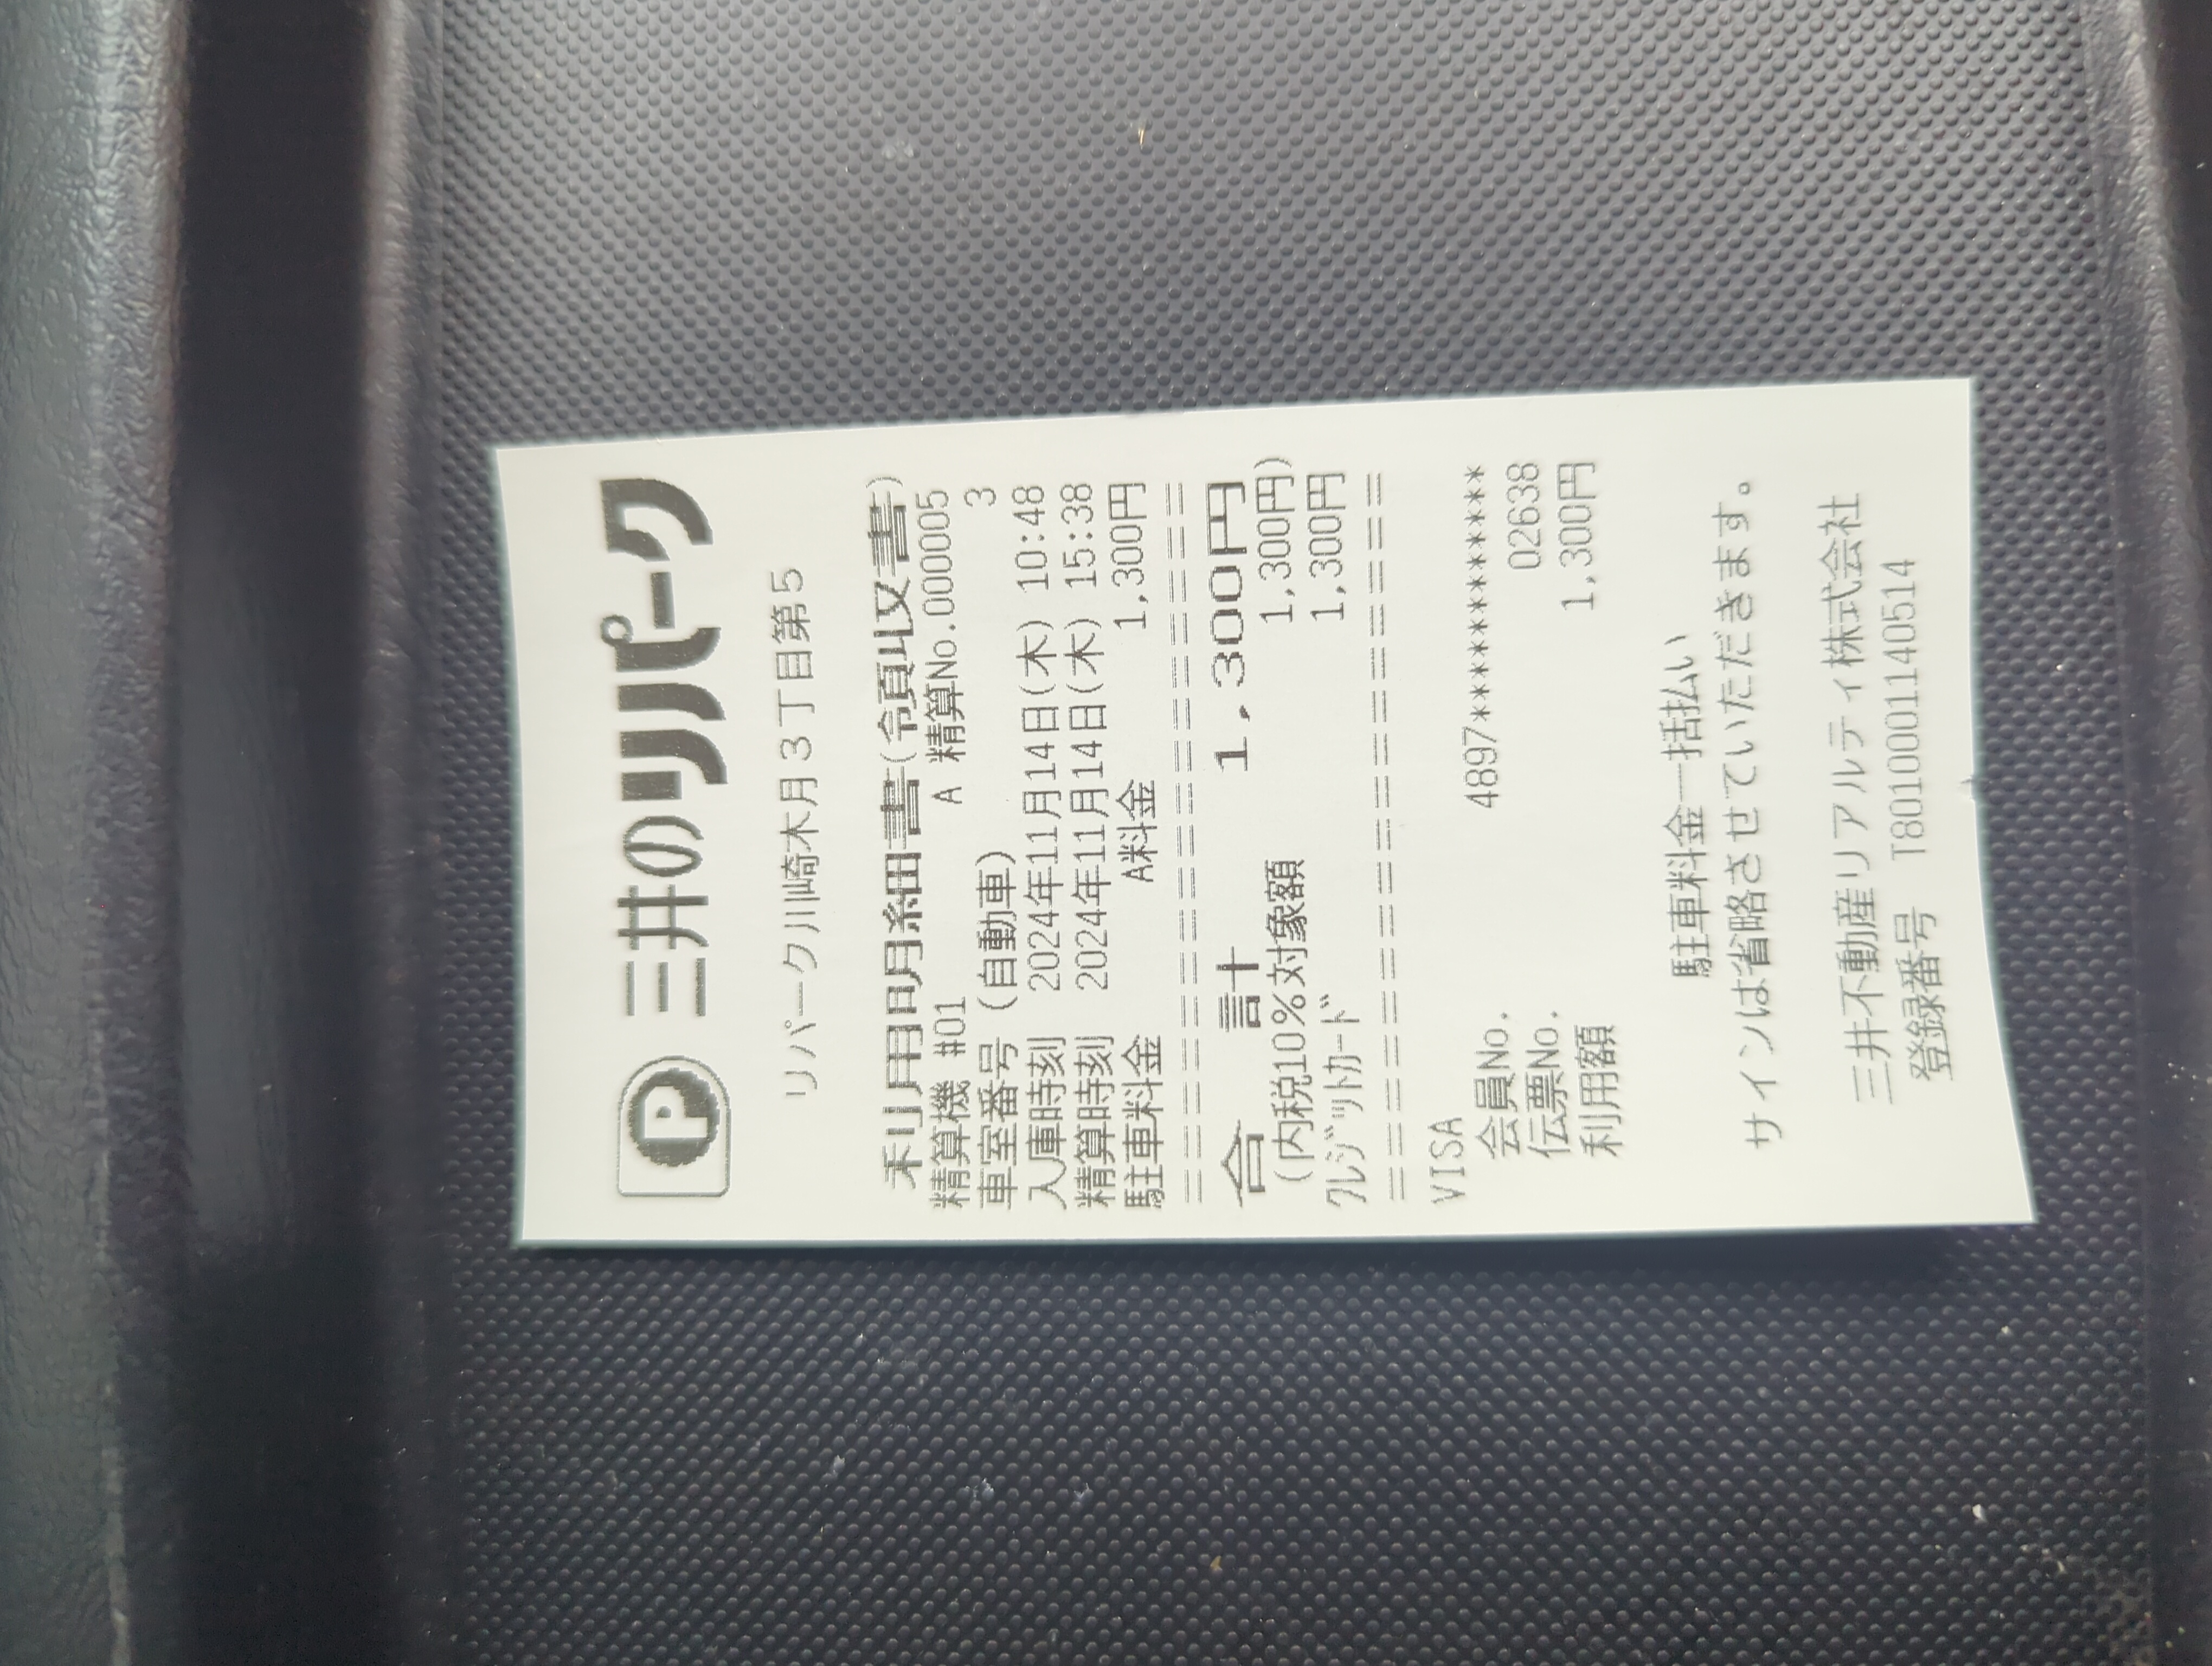 P 三井のリパーク
リパーク川崎木月3丁目第5
利用明細書(領収書)
精算機 #01 A 精算No.000005
車室番号(自動車) 3
入庫時刻 2024年11月14日(木) 10:48
精算時刻 2024年11月14日(木) 15:38
駐車料金 A料金 1,300円
=================
合 計 1,300円
(内税10%対象額 1,300円)
ｸﾚｼﾞｯﾄｶｰﾄﾞ 1,300円
=================
VISA
会員No. 4897************
伝票No. 02638
利用額 1,300円
駐車料金一括払い
サインは省略させていただきます。
三井不動産リアルティ株式会社
登録番号 T8010001140514